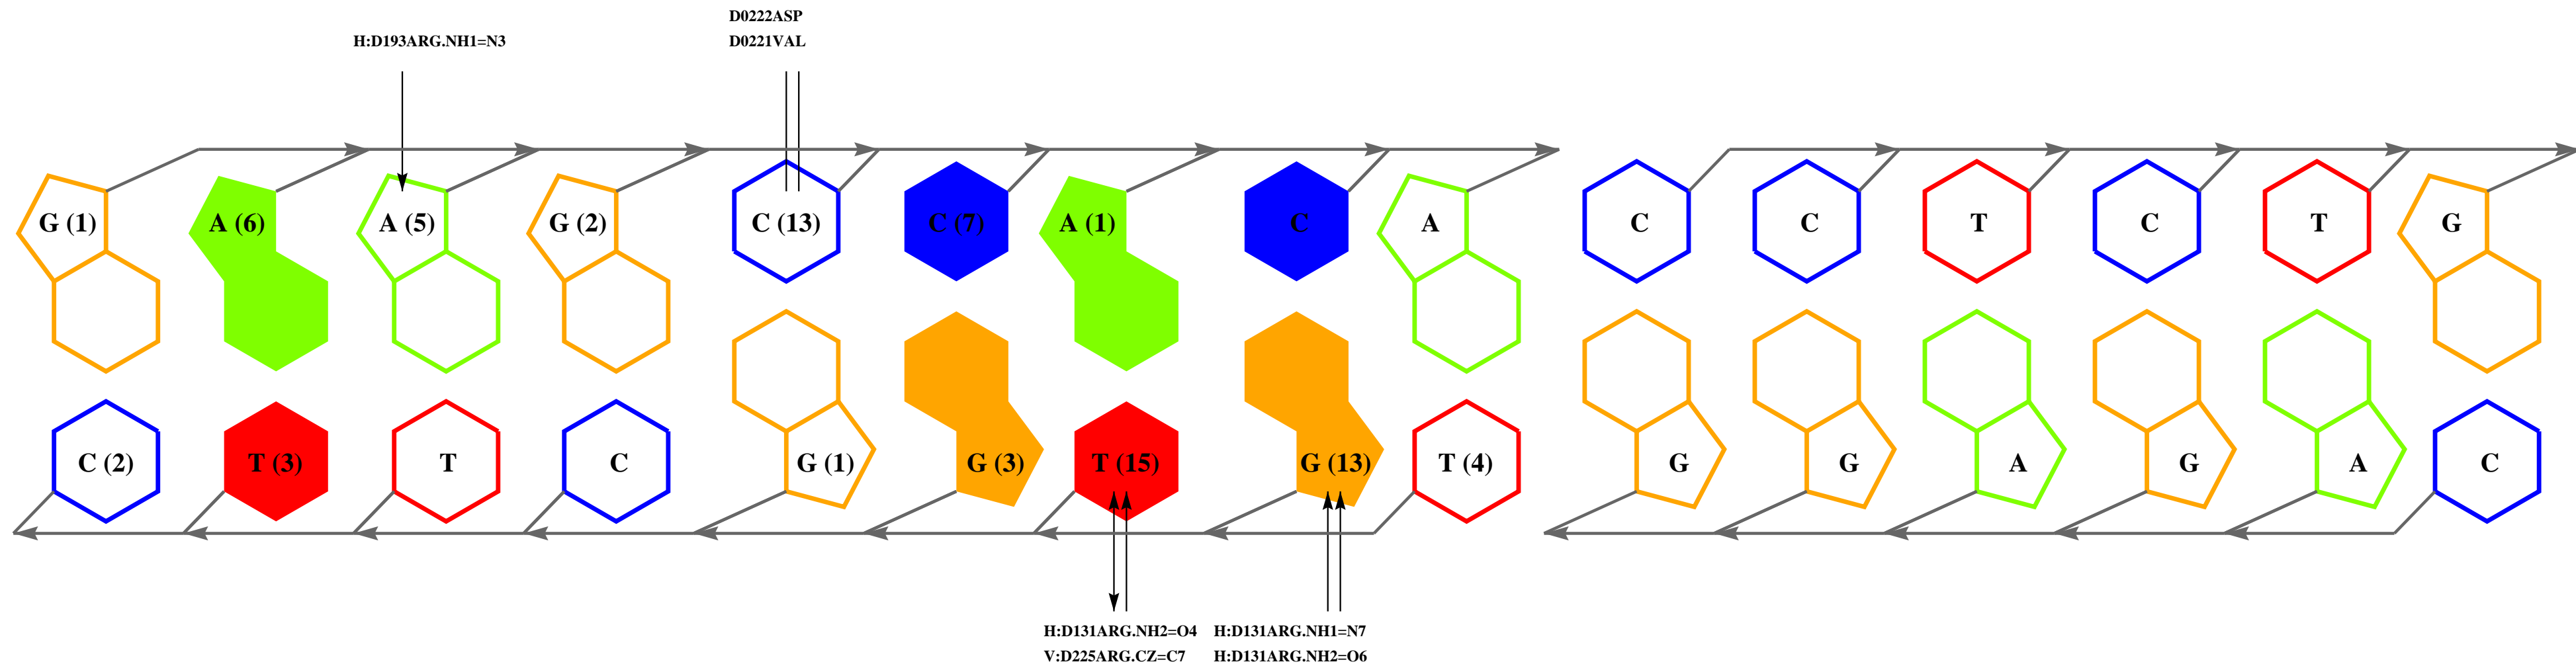 D0222ASP
H:D193ARG.NH1=N3 D0221VAL
G (1) A (6) A (5) G (2) C (13) C (7) A (1) C A C C T C T G
C (2) T (3) T C G (1) G (3) T (15) G (13) T (4) G G A G A C
H:D131ARG.NH2=O4 H:D131ARG.NH1=N7
V:D225ARG.CZ=C7 H:D131ARG.NH2=O6